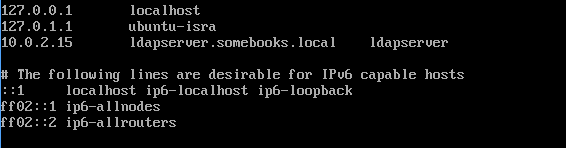 127.0.0.1 localhost
127.0.1.1 ubuntu-isra
10.0.2.15 ldapserver.somebooks.local ldapserver
# The following lines are desirable for IPv6 capable hosts
::1 localhost ip6-localhost ip6-loopback
ff02::1 ip6-allnodes
ff02::2 ip6-allrouters